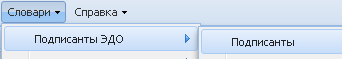 Словари Справка
Подписанты ЭДО Подписанты